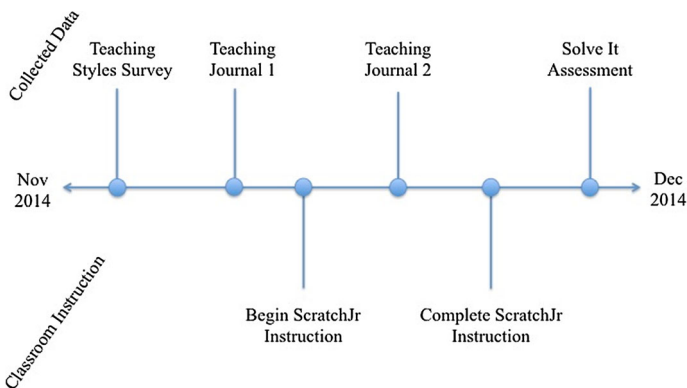 Collected Data
Teaching
Styles Survey
Teaching
Journal 1
Teaching
Journal 2
Solve It
Assessment
Nov
2014
Dec
2014
Classroom Instruction
Begin ScratchJr
Instruction
Complete ScratchJr
Instruction